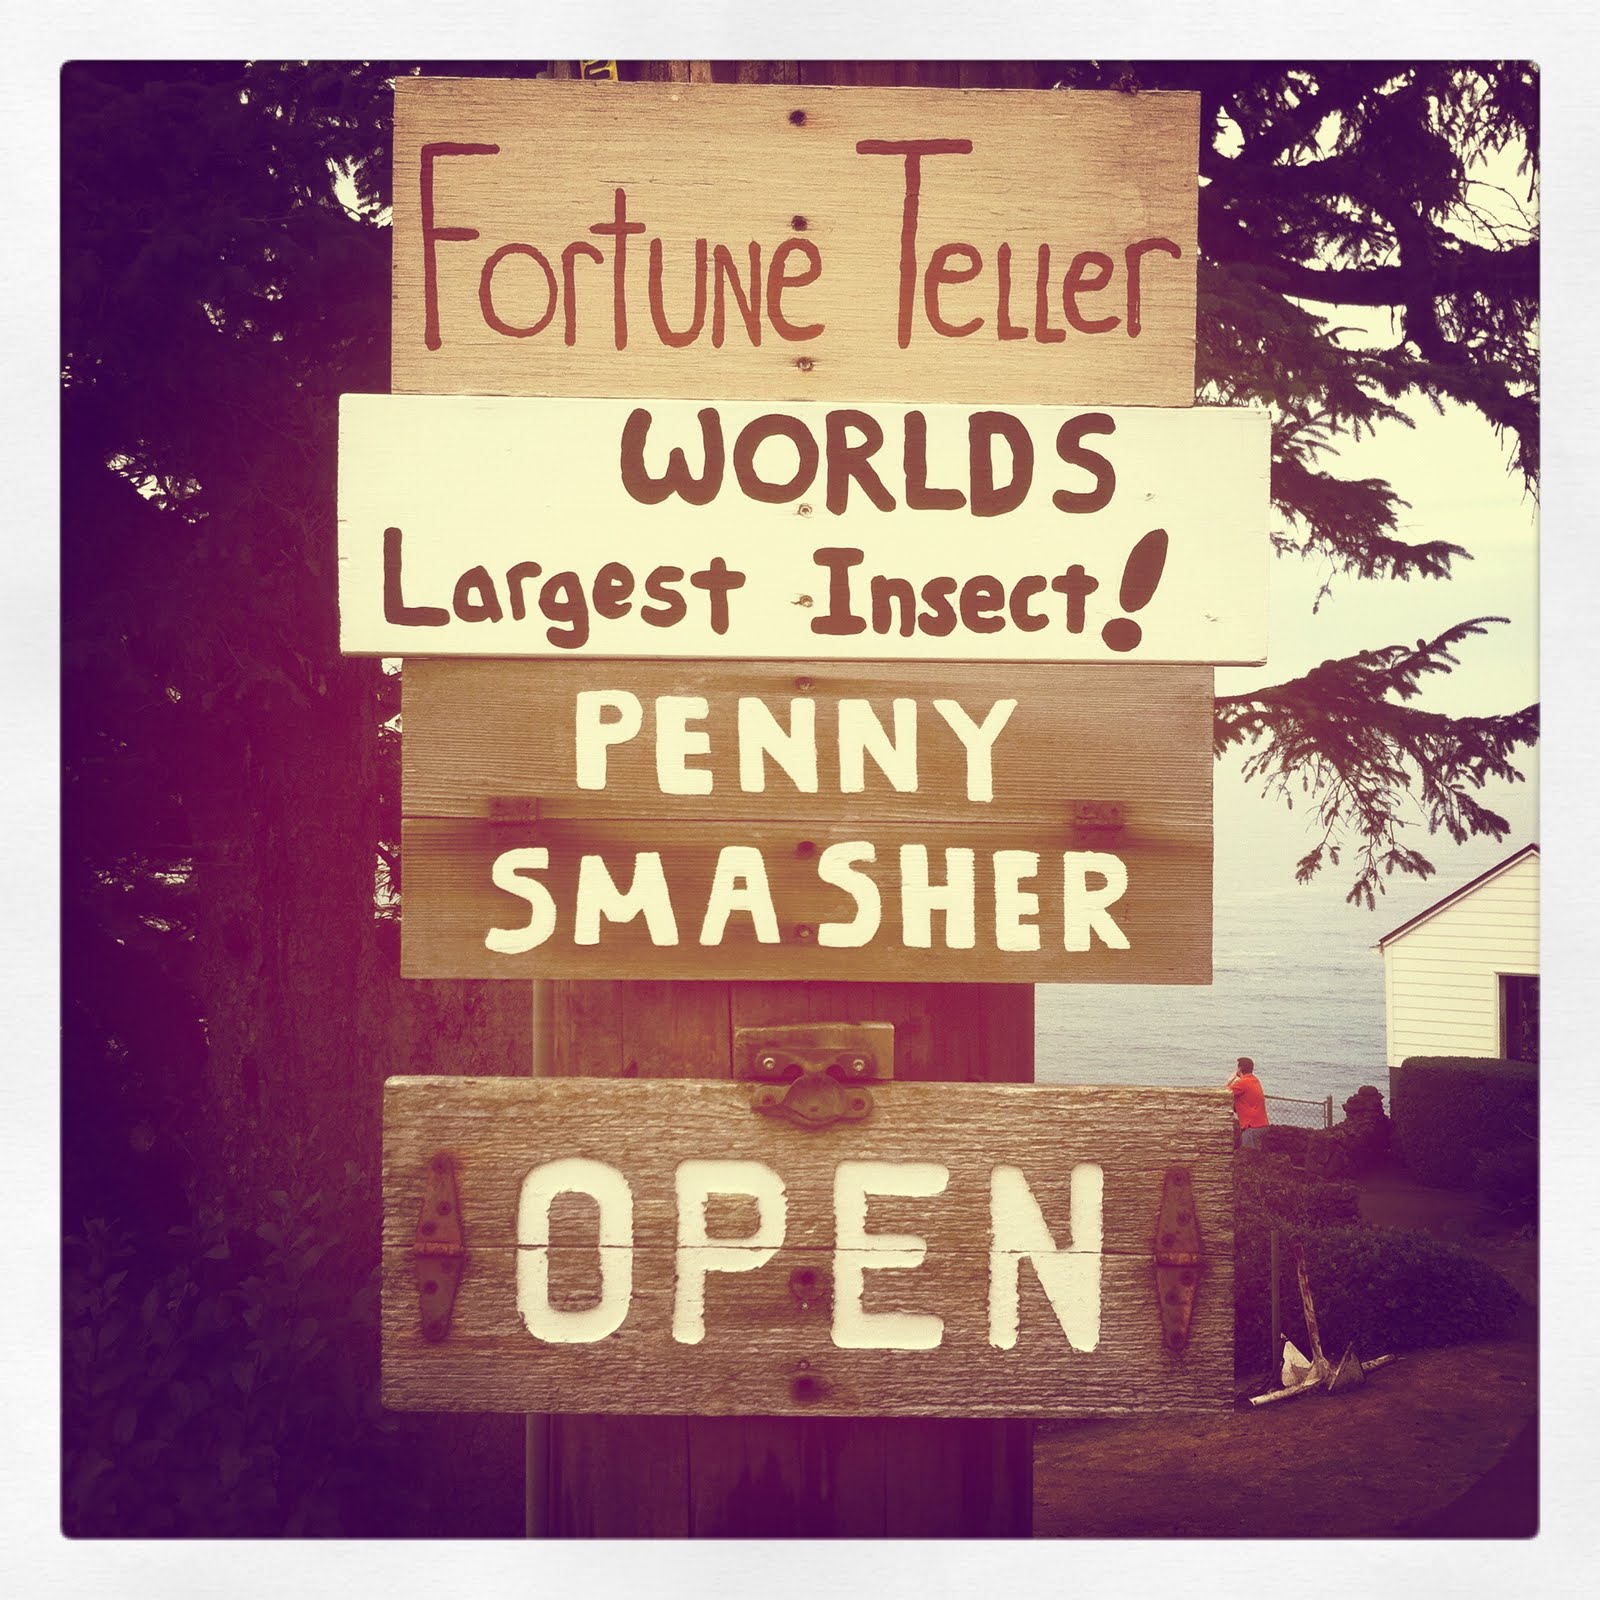 Fortune Teller
WORLDS
Largest Insect!
PENNY
SMASHER
OPEN